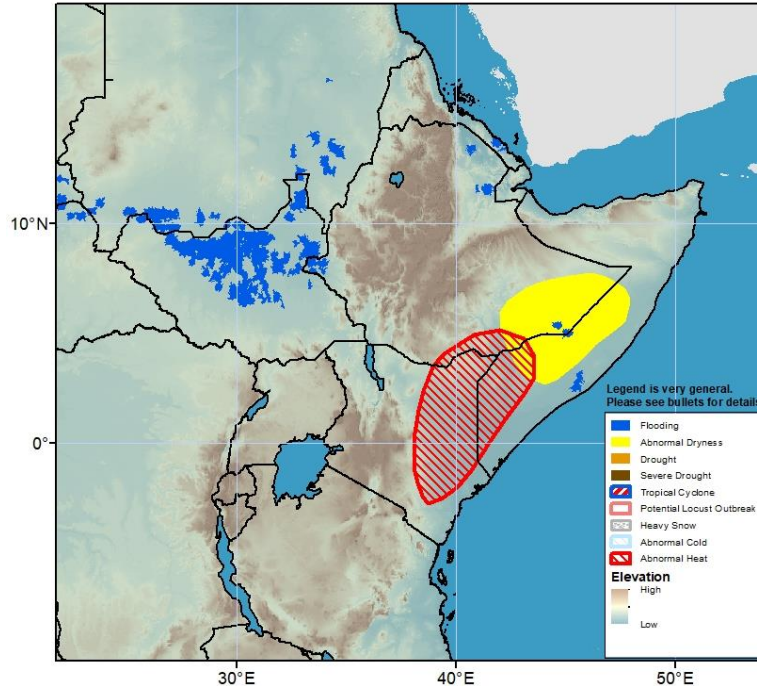 10°N
0°
Legend is very general.
Please see bullets for details
Flooding
Abnormal Dryness
Drought
Severe Drought
Tropical Cyclone
Potential Locust Outbreak
Heavy Snow
Abnormal Cold
Abnormal Heat
Elevation
High
Low
30°E
40°E
50°E